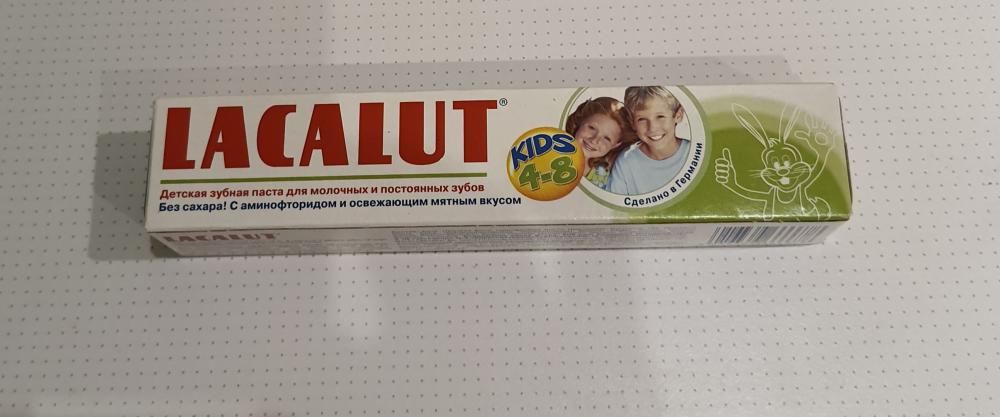 LACALUT®
KIDS
4-8
Детская зубная паста для молочных и постоянных зубов
Без сахара! С аминофторидом и освежающим мятным вкусом
Сделано в Германии
LACALUT